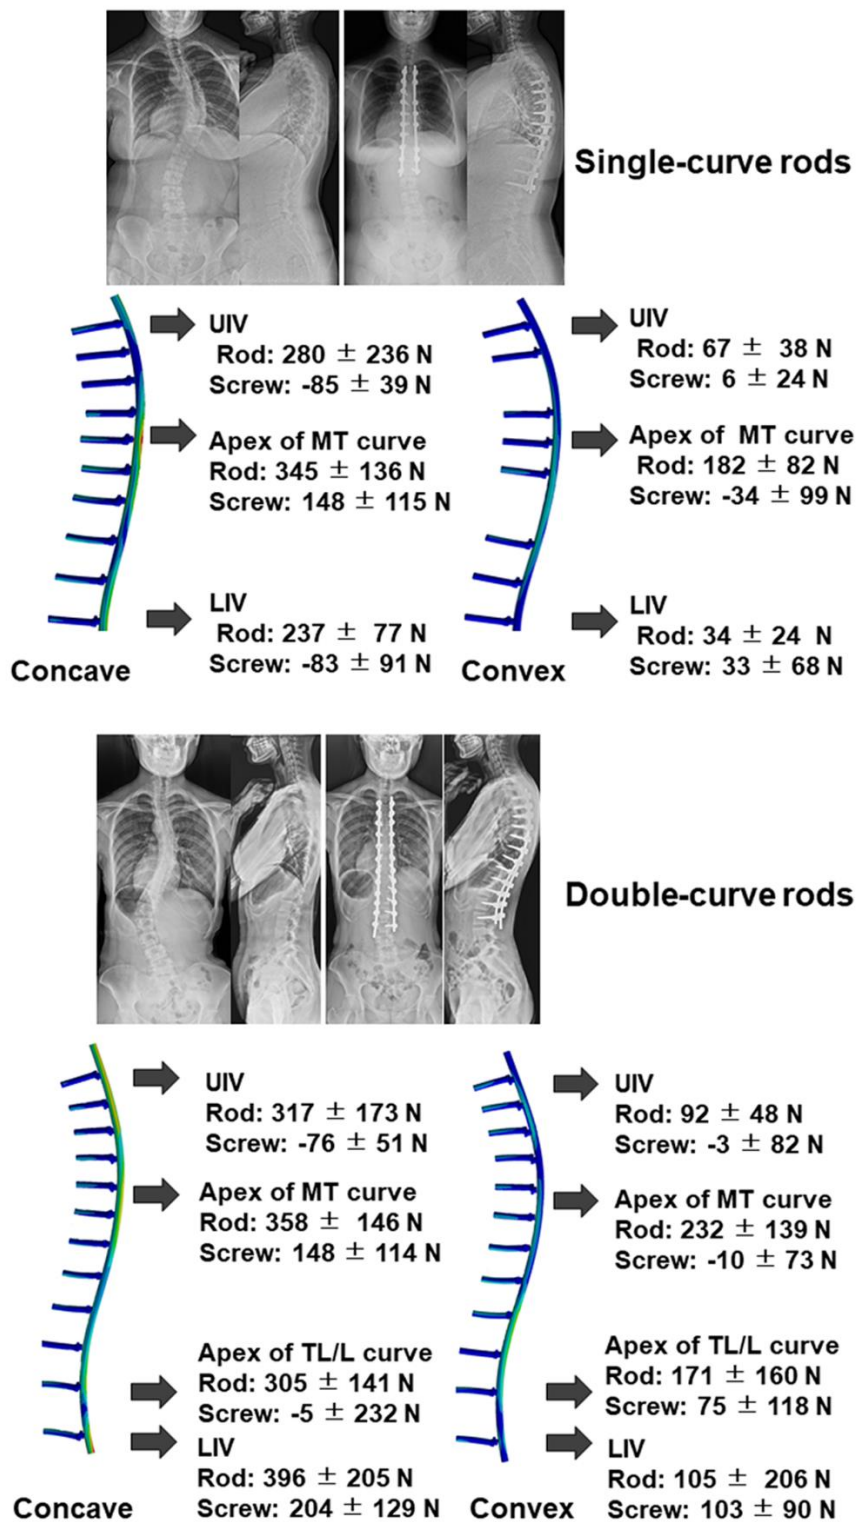 Single-curve rods
UIV
Rod: 280 ± 236 N
Screw: -85 ± 39 N
Apex of MT curve
Rod: 345 ± 136 N
Screw: 148 ± 115 N
LIV
Rod: 237 ± 77 N
Screw: -83 ± 91 N
Concave
UIV
Rod: 67 ± 38 N
Screw: 6 ± 24 N
Apex of MT curve
Rod: 182 ± 82 N
Screw: -34 ± 99 N
LIV
Rod: 34 ± 24 N
Screw: 33 ± 68 N
Convex
Double-curve rods
UIV
Rod: 317 ± 173 N
Screw: -76 ± 51 N
Apex of MT curve
Rod: 358 ± 146 N
Screw: 148 ± 114 N
Apex of TL/L curve
Rod: 305 ± 141 N
Screw: -5 ± 232 N
LIV
Rod: 396 ± 205 N
Screw: 204 ± 129 N
Concave
UIV
Rod: 92 ± 48 N
Screw: -3 ± 82 N
Apex of MT curve
Rod: 232 ± 139 N
Screw: -10 ± 73 N
Apex of TL/L curve
Rod: 171 ± 160 N
Screw: 75 ± 118 N
LIV
Rod: 105 ± 206 N
Screw: 103 ± 90 N
Convex